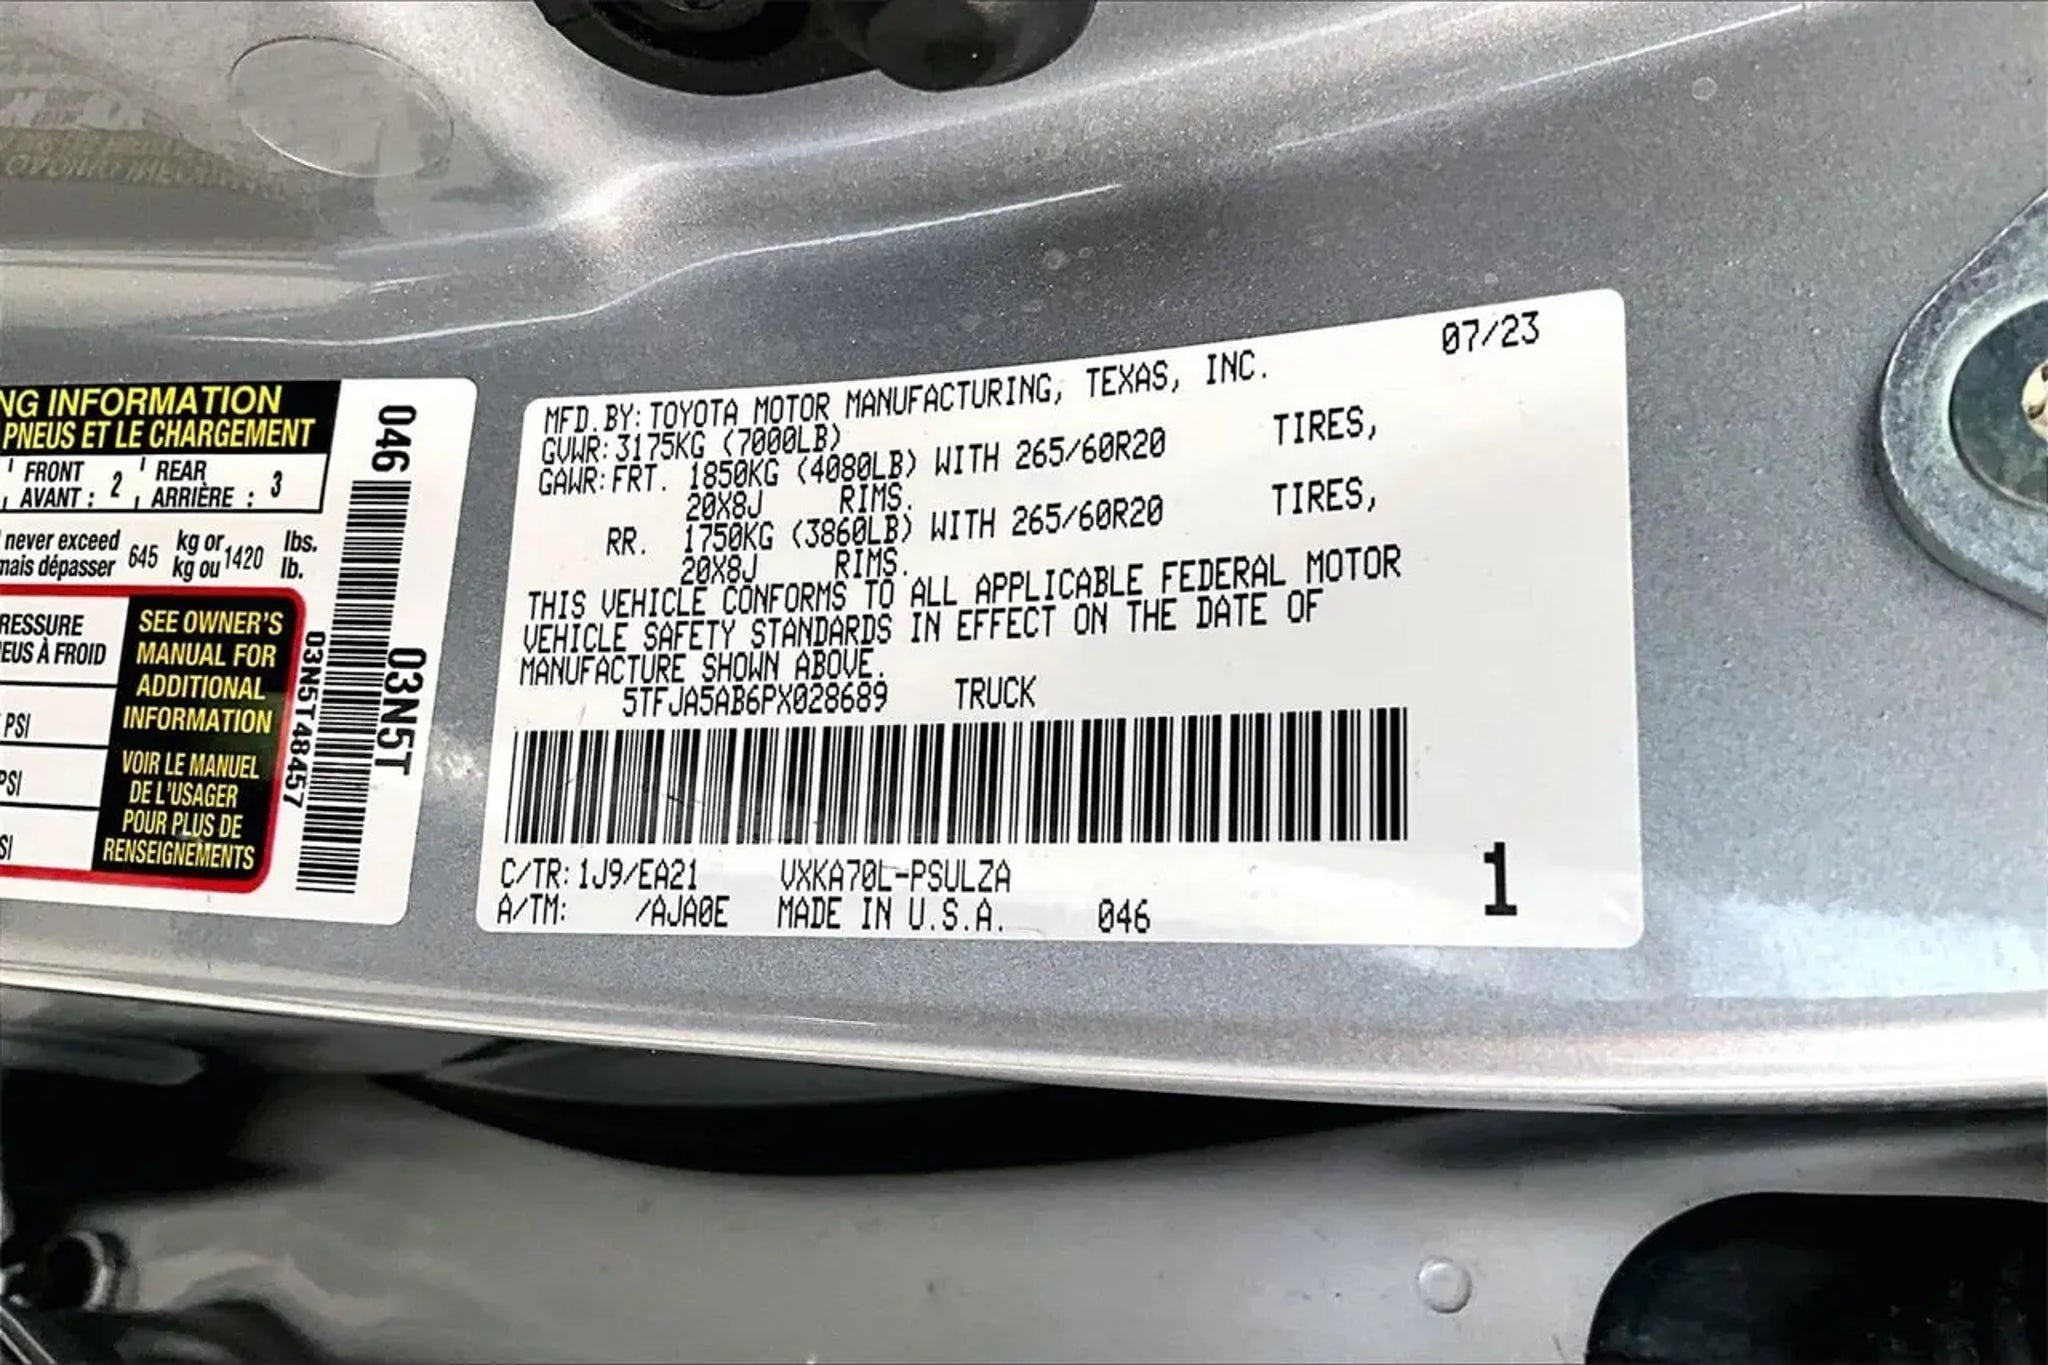 NG INFORMATION
PNEUS ET LE CHARGEMENT
FRONT 2 REAR 3
AVANT : ARRIÈRE :
never exceed 645 kg or 1420 lbs.
mais dépasser kg ou lb.
RESSURE
EUS À FROID
PSI
PSI
SI
SEE OWNER'S
MANUAL FOR
ADDITIONAL
INFORMATION
VOIR LE MANUEL
DE L'USAGER
POUR PLUS DE
RENSEIGNEMENTS
03N5T48457
046
03N5T
07/23
MFD.BY:TOYOTA MOTOR MANUFACTURING, TEXAS, INC.
GVWR:3175KG (7000LB)
GAWR:FRT. 1850KG (4080LB) WITH 265/60R20 TIRES,
20X8J RIMS.
RR. 1750KG (3860LB) WITH 265/60R20 TIRES,
20X8J RIMS.
THIS VEHICLE CONFORMS TO ALL APPLICABLE FEDERAL MOTOR
VEHICLE SAFETY STANDARDS IN EFFECT ON THE DATE OF
MANUFACTURE SHOWN ABOVE.
5TFJA5AB6PX028689 TRUCK
C/TR:1J9/EA21 VXKA70L-PSULZA
A/TM: /AJA0E MADE IN U.S.A. 046
1